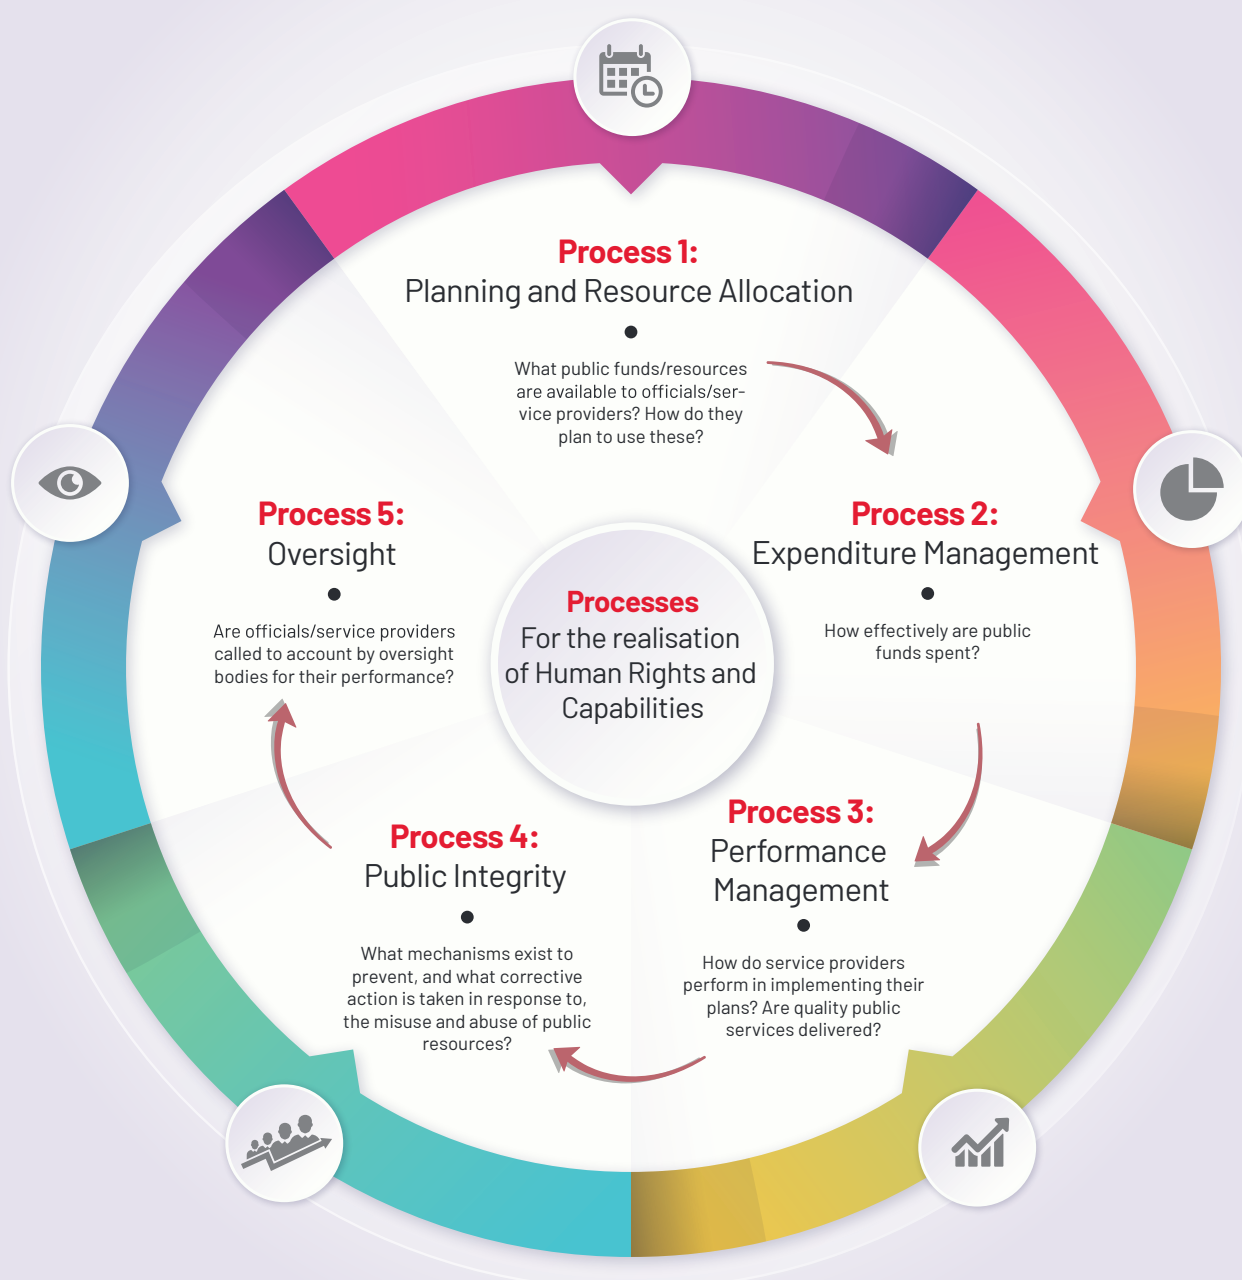 Process 1:
Planning and Resource Allocation
What public funds/resources
are available to officials/ser-
vice providers? How do they
plan to use these?
Process 2:
Expenditure Management
How effectively are public
funds spent?
Process 3:
Performance
Management
How do service providers
perform in implementing their
plans? Are quality public
services delivered?
Process 4:
Public Integrity
What mechanisms exist to
prevent, and what corrective
action is taken in response to,
the misuse and abuse of public
resources?
Process 5:
Oversight
Are officials/service providers
called to account by oversight
bodies for their performance?
Processes
For the realisation
of Human Rights and
Capabilities